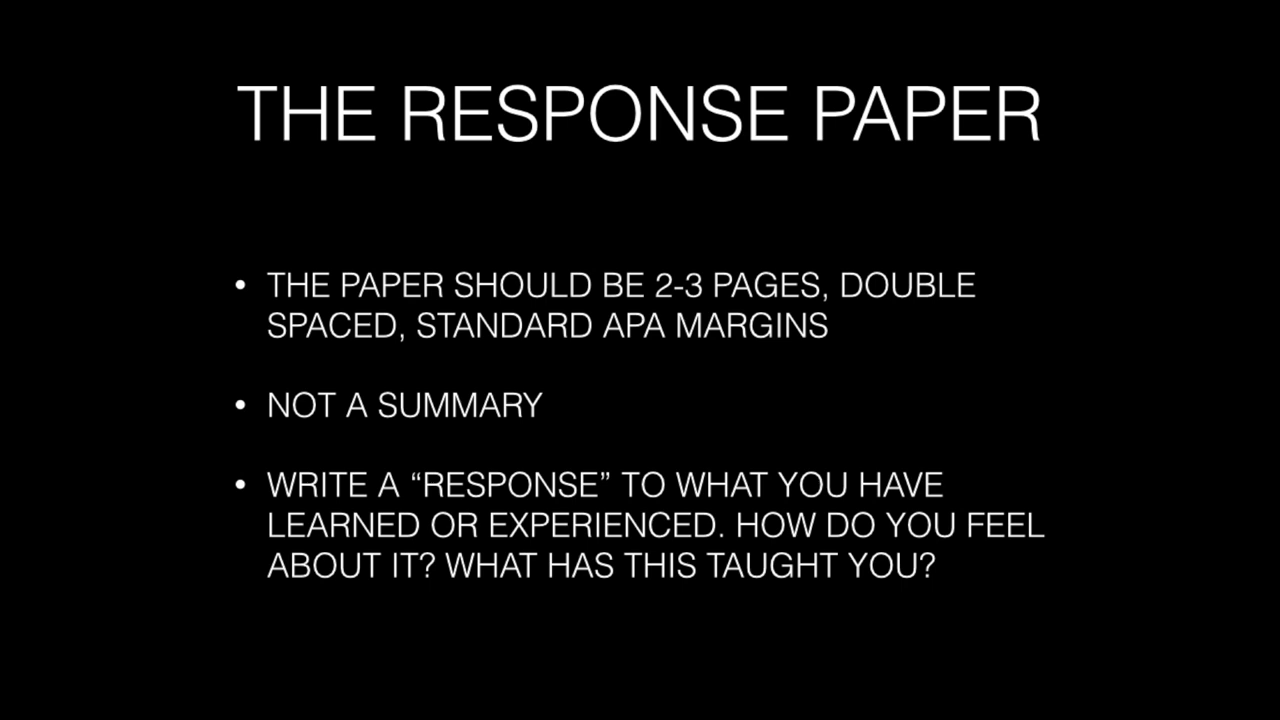 THE RESPONSE PAPER
• THE PAPER SHOULD BE 2-3 PAGES, DOUBLE
SPACED, STANDARD APA MARGINS
• NOT A SUMMARY
• WRITE A “RESPONSE” TO WHAT YOU HAVE
LEARNED OR EXPERIENCED. HOW DO YOU FEEL
ABOUT IT? WHAT HAS THIS TAUGHT YOU?